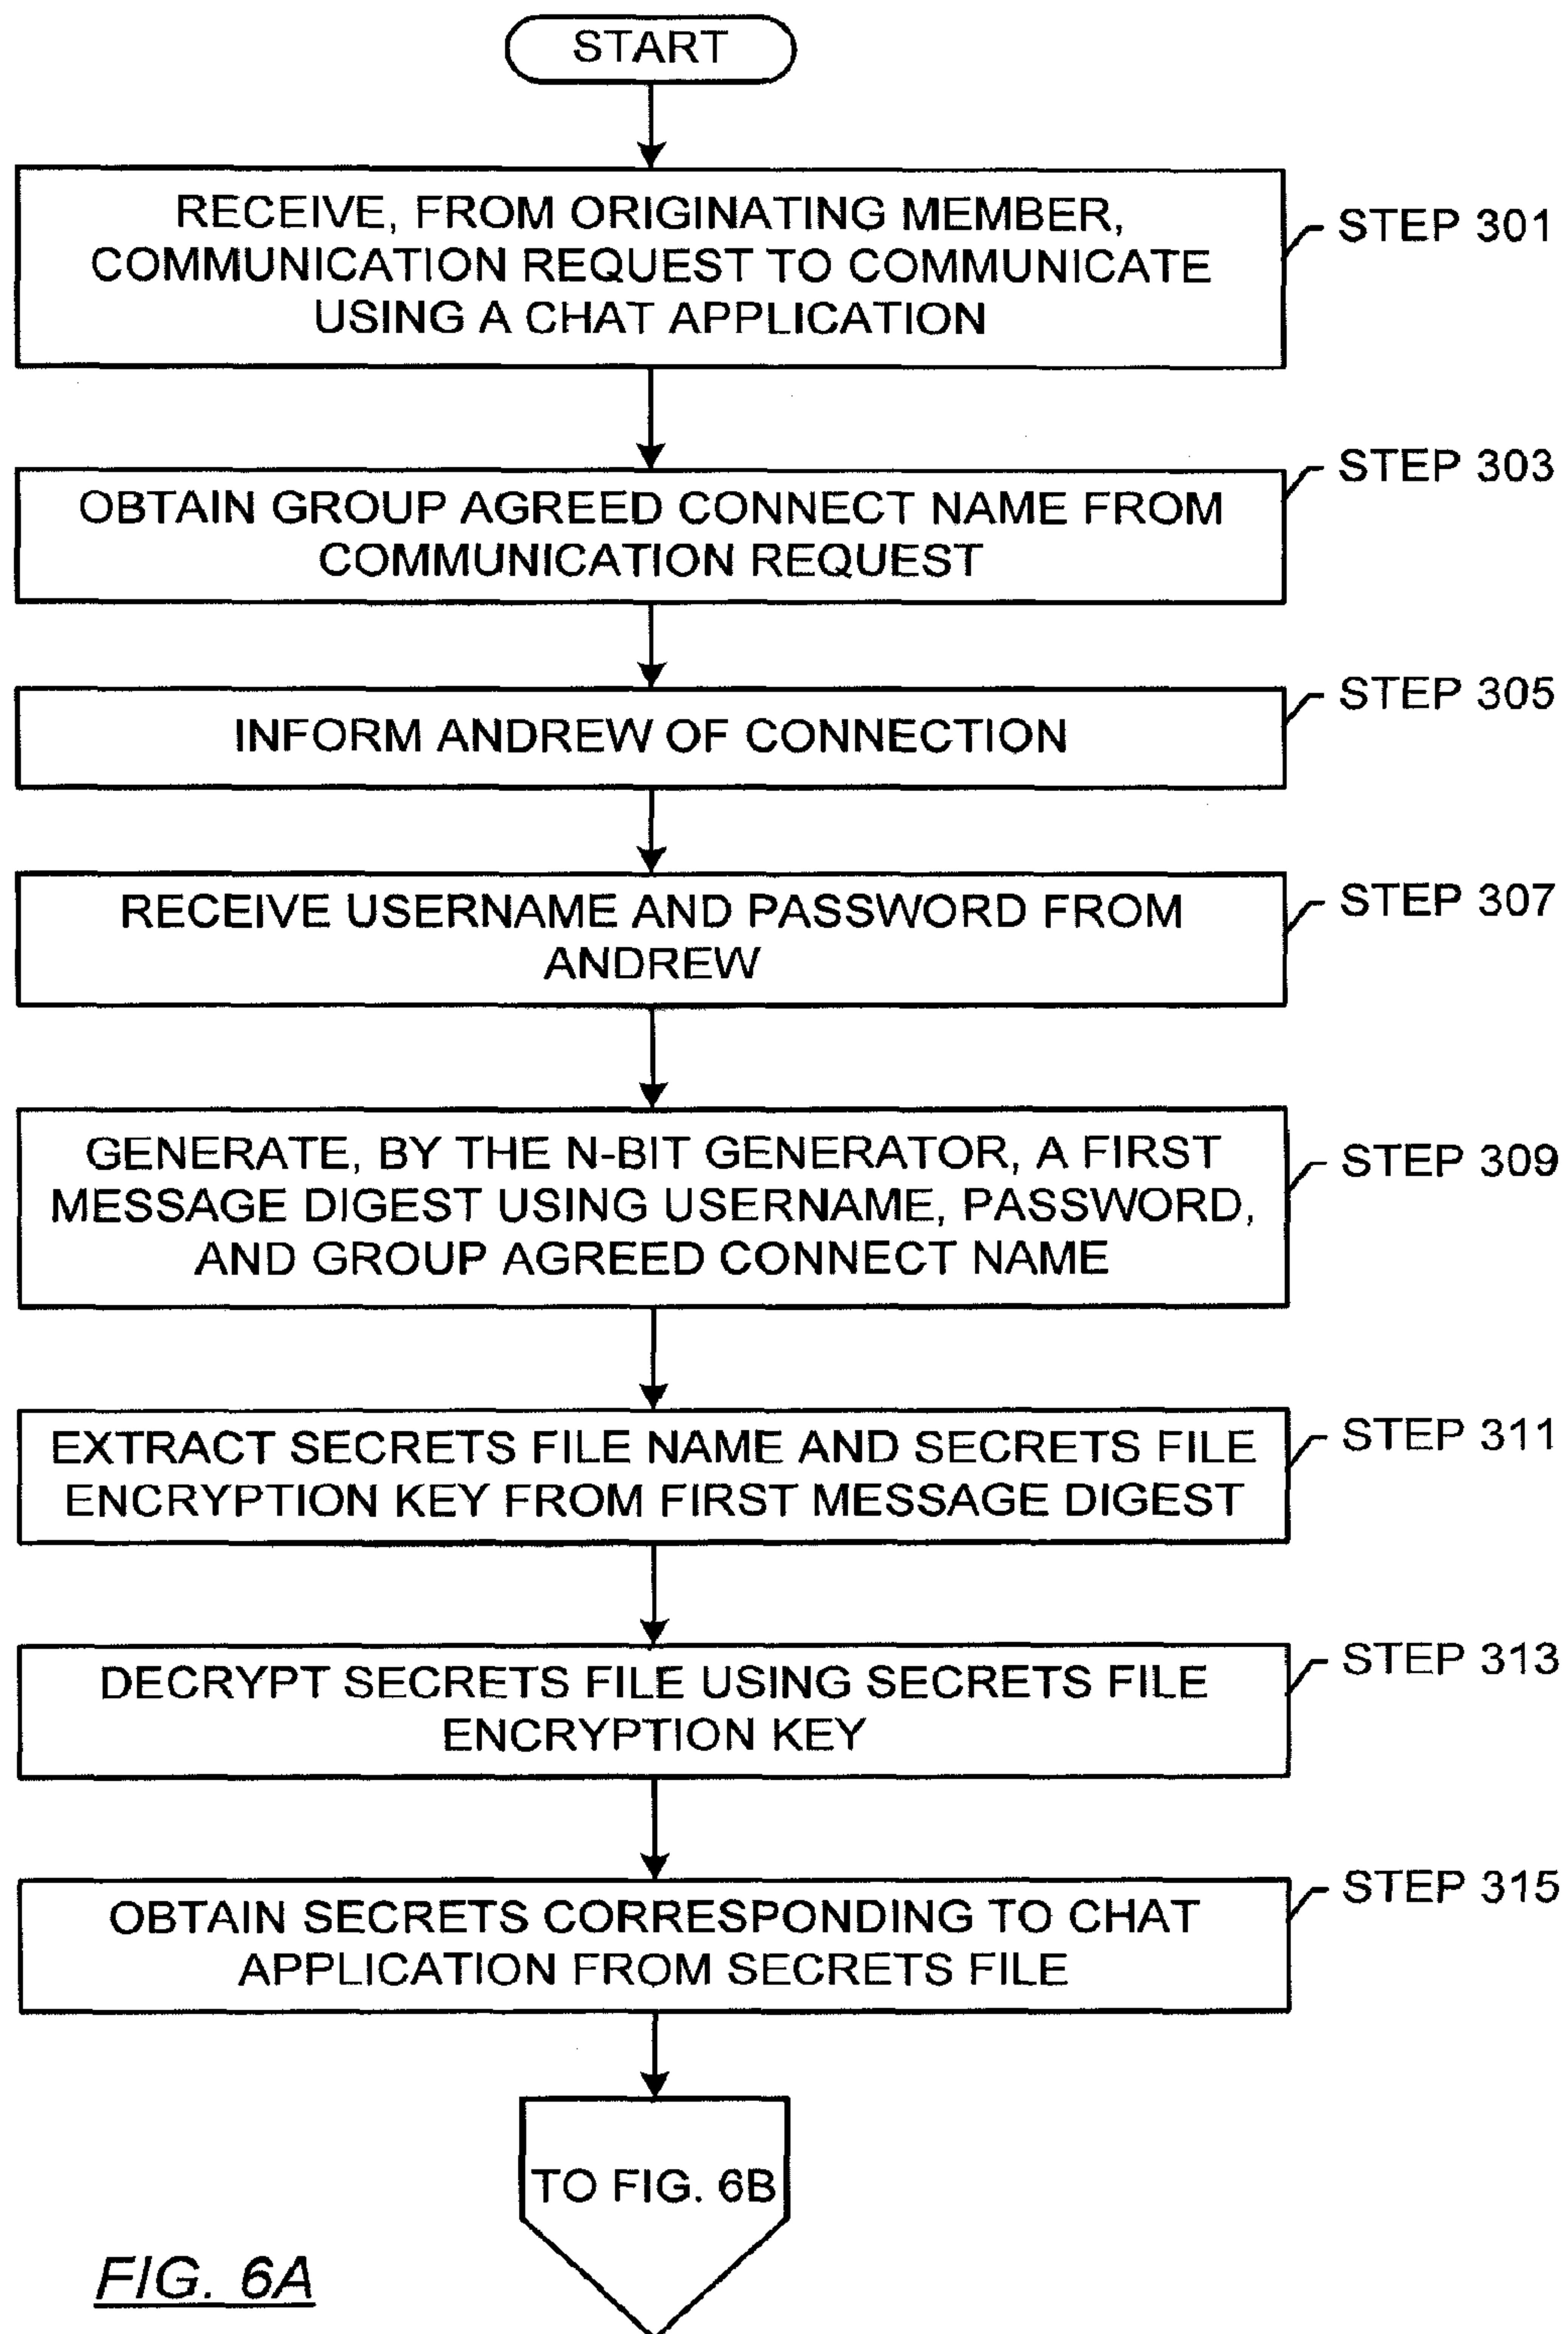 START
RECEIVE, FROM ORIGINATING MEMBER,
COMMUNICATION REQUEST TO COMMUNICATE
USING A CHAT APPLICATION
STEP 301
OBTAIN GROUP AGREED CONNECT NAME FROM
COMMUNICATION REQUEST
STEP 303
INFORM ANDREW OF CONNECTION
STEP 305
RECEIVE USERNAME AND PASSWORD FROM
ANDREW
STEP 307
GENERATE, BY THE N-BIT GENERATOR, A FIRST
MESSAGE DIGEST USING USERNAME, PASSWORD,
AND GROUP AGREED CONNECT NAME
STEP 309
EXTRACT SECRETS FILE NAME AND SECRETS FILE
ENCRYPTION KEY FROM FIRST MESSAGE DIGEST
STEP 311
DECRYPT SECRETS FILE USING SECRETS FILE
ENCRYPTION KEY
STEP 313
OBTAIN SECRETS CORRESPONDING TO CHAT
APPLICATION FROM SECRETS FILE
STEP 315
TO FIG. 6B
FIG. 6A